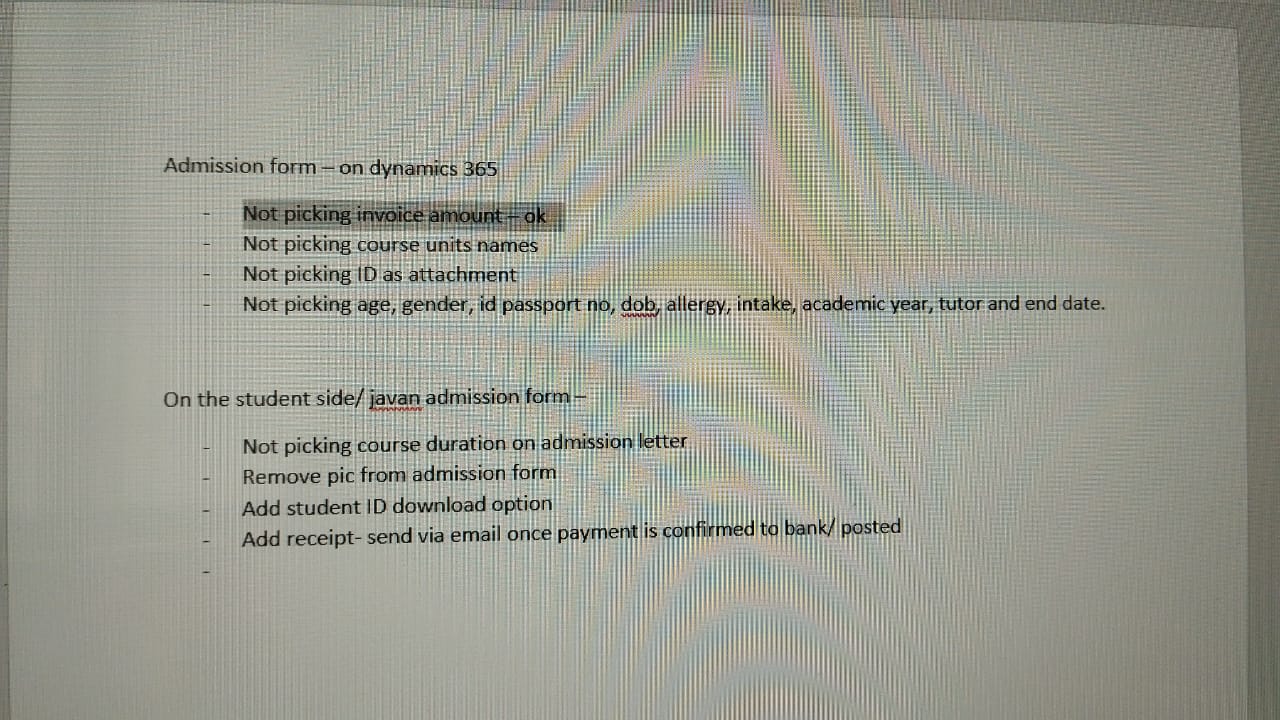 Admission form – on dynamics 365
- Not picking invoice amount – ok
- Not picking course units names
- Not picking ID as attachment
- Not picking age, gender, id passport no, dob, allergy, intake, academic year, tutor and end date.
On the student side/ javan admission form –
- Not picking course duration on admission letter
- Remove pic from admission form
- Add student ID download option
- Add receipt- send via email once payment is confirmed to bank/ posted
-